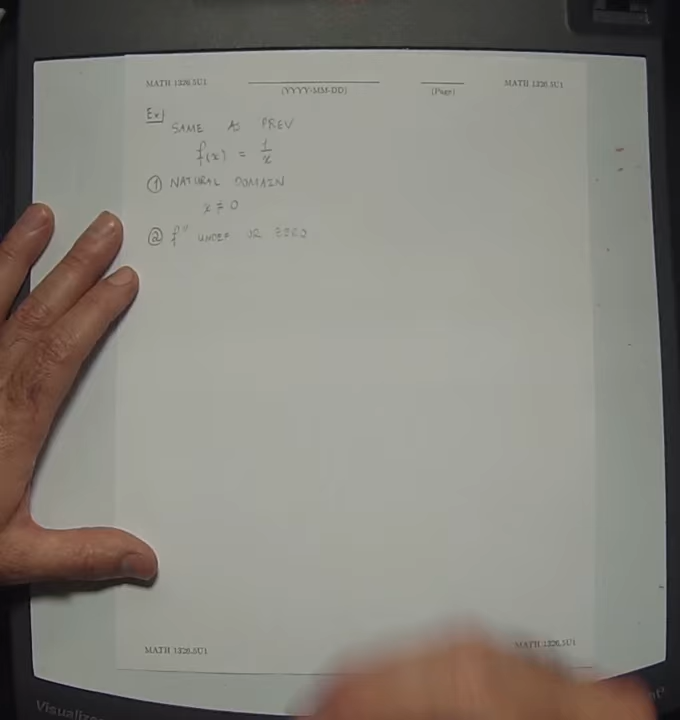 MATH 1326.5U1 (YYYY-MM-DD) (Page) MATH 1326.5U1
Ex)
SAME AS PREV
f(x) = 1/x
① NATURAL DOMAIN
x ≠ 0
② f'' UNDEF OR ZERO
MATH 1326.5U1 MATH 1326.5U1